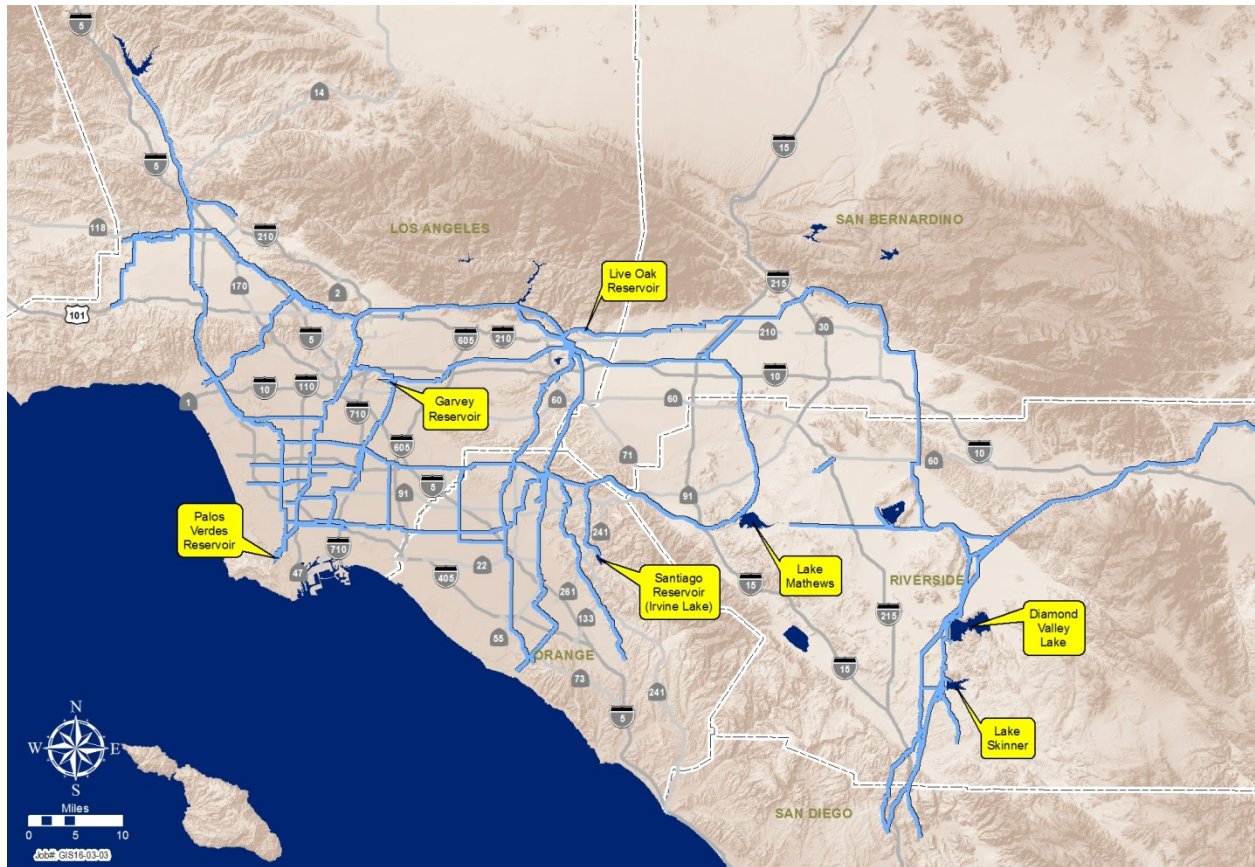 5
14
15
5
LOS ANGELES
SAN BERNARDINO
118
210
Live Oak
Reservoir
215
170
2
101
5
605
210
210
30
10
110
10
1
710
Garvey
Reservoir
60
60
605
71
10
5
91
91
60
Palos
Verdes
Reservoir
710
47
22
405
241
Santiago
Reservoir
(Irvine Lake)
Lake
Mathews
RIVERSIDE
15
261
133
215
Diamond
Valley
Lake
55
ORANGE
15
73
241
5
Lake
Skinner
N
W
E
S
Miles
0
5
10
Job#: GIS16-03-03
SAN DIEGO